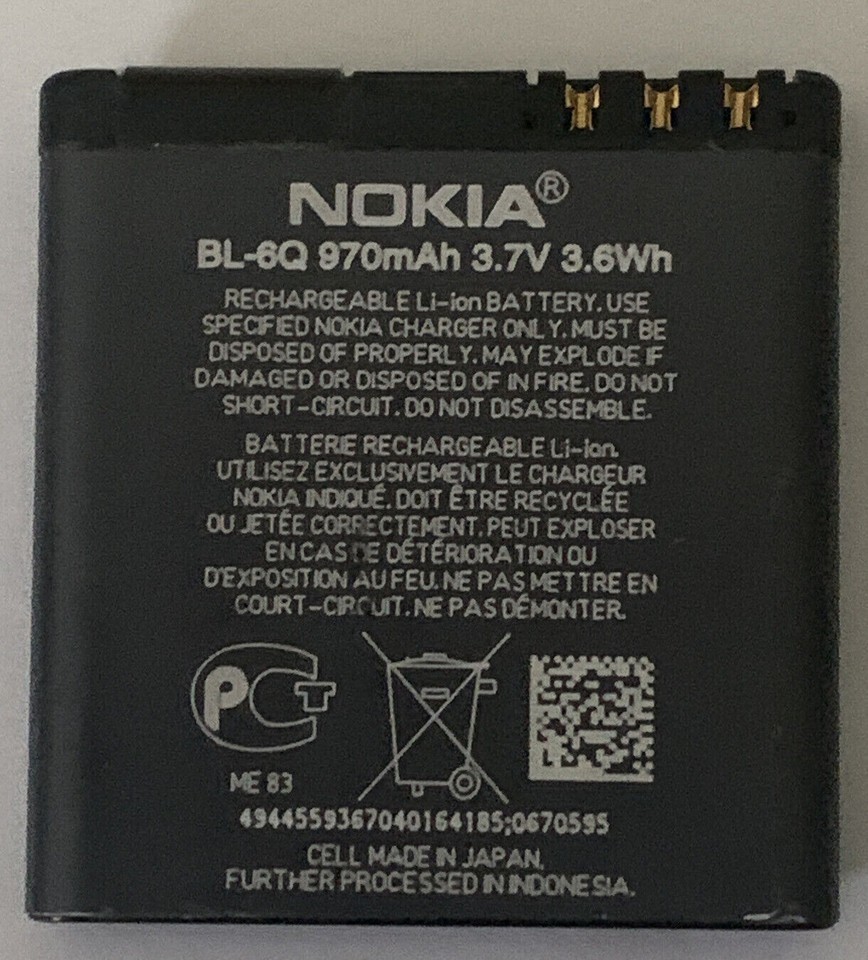 NOKIA®
BL-6Q 970mAh 3.7V 3.6Wh
RECHARGEABLE Li-ion BATTERY. USE
SPECIFIED NOKIA CHARGER ONLY. MUST BE
DISPOSED OF PROPERLY. MAY EXPLODE IF
DAMAGED OR DISPOSED OF IN FIRE. DO NOT
SHORT-CIRCUIT. DO NOT DISASSEMBLE.
BATTERIE RECHARGEABLE Li-ion.
UTILISEZ EXCLUSIVEMENT LE CHARGEUR
NOKIA INDIQUÉ. DOIT ÊTRE RECYCLÉE
OU JETÉE CORRECTEMENT. PEUT EXPLOSER
EN CAS DE DÉTÉRIORATION OU
D'EXPOSITION AU FEU. NE PAS METTRE EN
COURT-CIRCUIT. NE PAS DÉMONTER.
PCT
ME 83
4944559367040164185;0670595
CELL MADE IN JAPAN.
FURTHER PROCESSED IN INDONESIA.